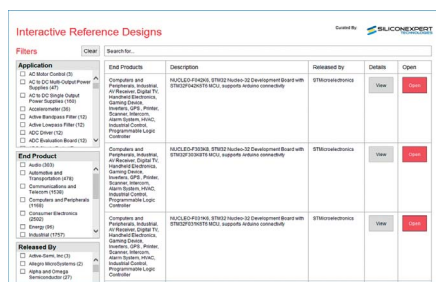 Interactive Reference Designs
Curated By
SILICONEXPERT
TECHNOLOGIES
Filters
Clear
Search for...
Application
AC Motor Control (3)
AC to DC Multi-Output Power
Supplies (47)
AC to DC Single Output
Power Supplies (160)
Accelerometer (36)
Active Bandpass Filter (12)
Active Lowpass Filter (12)
ADC Driver (12)
ADC Evaluation Board (12)
End Product
Audio (303)
Automotive and
Transportation (478)
Communications and
Telecom (1539)
Computers and Peripherals
(1169)
Consumer Electronics
(2502)
Energy (86)
Industrial (1757)
Released By
Active-Semi, Inc (3)
Allegro MicroSystems (2)
Alpha and Omega
Semiconductor (27)
End Products
Description
Released by
Details
Open
Computers and
Peripherals, Industrial,
AV Receiver, Digital TV,
Handheld Electronics,
Gaming Device,
Inverters, GPS , Printer,
Scanner, Intercom,
Alarm System, HVAC,
Industrial Control,
Programmable Logic
Controller
NUCLEO-F042K6, STM32 Nucleo-32 Development Board with
STM32F042K6T6 MCU, supports Arduino connectivity
STMicroelectronics
View
Open
Computers and
Peripherals, Industrial,
AV Receiver, Digital TV,
Handheld Electronics,
Gaming Device,
Inverters, GPS , Printer,
Scanner, Intercom,
Alarm System, HVAC,
Industrial Control,
Programmable Logic
Controller
NUCLEO-F303K8, STM32 Nucleo-32 Development Board with
STM32F303K8T6 MCU, supports Arduino connectivity
STMicroelectronics
View
Open
Computers and
Peripherals, Industrial,
AV Receiver, Digital TV,
Handheld Electronics,
Gaming Device,
Inverters, GPS , Printer,
Scanner, Intercom,
Alarm System, HVAC,
Industrial Control,
Programmable Logic
Controller
NUCLEO-F031K6, STM32 Nucleo-32 Development Board with
STM32F031K6T6 MCU, supports Arduino connectivity
STMicroelectronics
View
Open